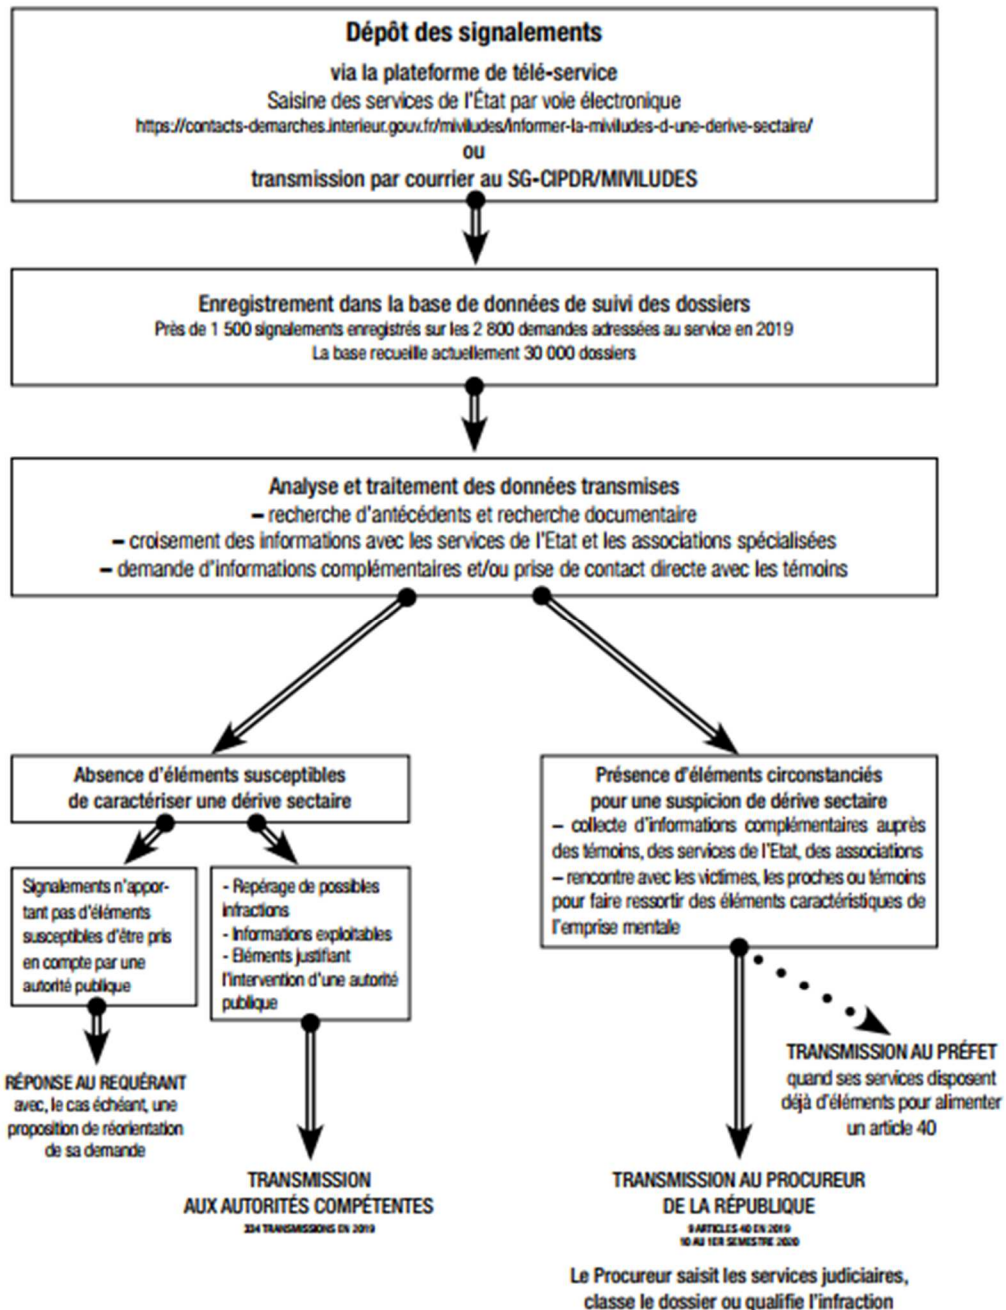 Dépôt des signalements
via la plateforme de télé-service
Saisine des services de l'État par voie électronique
https://contacts-demarches.interieur.gouv.fr/miviludes/informer-la-miviludes-d-une-derive-sectaire/
ou
transmission par courrier au SG-CIPDR/MIVILUDES
Enregistrement dans la base de données de suivi des dossiers
Près de 1 500 signalements enregistrés sur les 2 800 demandes adressées au service en 2019
La base recueille actuellement 30 000 dossiers
Analyse et traitement des données transmises
– recherche d'antécédents et recherche documentaire
– croisement des informations avec les services de l'Etat et les associations spécialisées
– demande d'informations complémentaires et/ou prise de contact directe avec les témoins
Absence d'éléments susceptibles
de caractériser une dérive sectaire
Signalements n'appor-
tant pas d'éléments
susceptibles d'être pris
en compte par une
autorité publique
RÉPONSE AU REQUÉRANT
avec, le cas échéant, une
proposition de réorientation
de sa demande
- Repérage de possibles
infractions
- Informations exploitables
- Eléments justifiant
l'intervention d'une autorité
publique
TRANSMISSION
AUX AUTORITÉS COMPÉTENTES
334 TRANSMISSIONS EN 2019
Présence d'éléments circonstanciés
pour une suspicion de dérive sectaire
– collecte d'informations complémentaires auprès
des témoins, des services de l'Etat, des associations
– rencontre avec les victimes, les proches ou témoins
pour faire ressortir des éléments caractéristiques de
l'emprise mentale
TRANSMISSION AU PRÉFET
quand ses services disposent
déjà d'éléments pour alimenter
un article 40
TRANSMISSION AU PROCUREUR
DE LA RÉPUBLIQUE
9 ARTICLES 40 EN 2019
10 AU 1ER SEMESTRE 2020
Le Procureur saisit les services judiciaires,
classe le dossier ou qualifie l'infraction